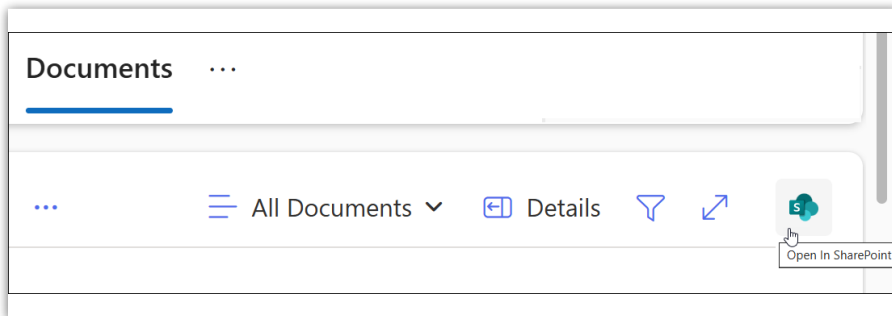 Documents ...
... All Documents Details
S
Open In SharePoint